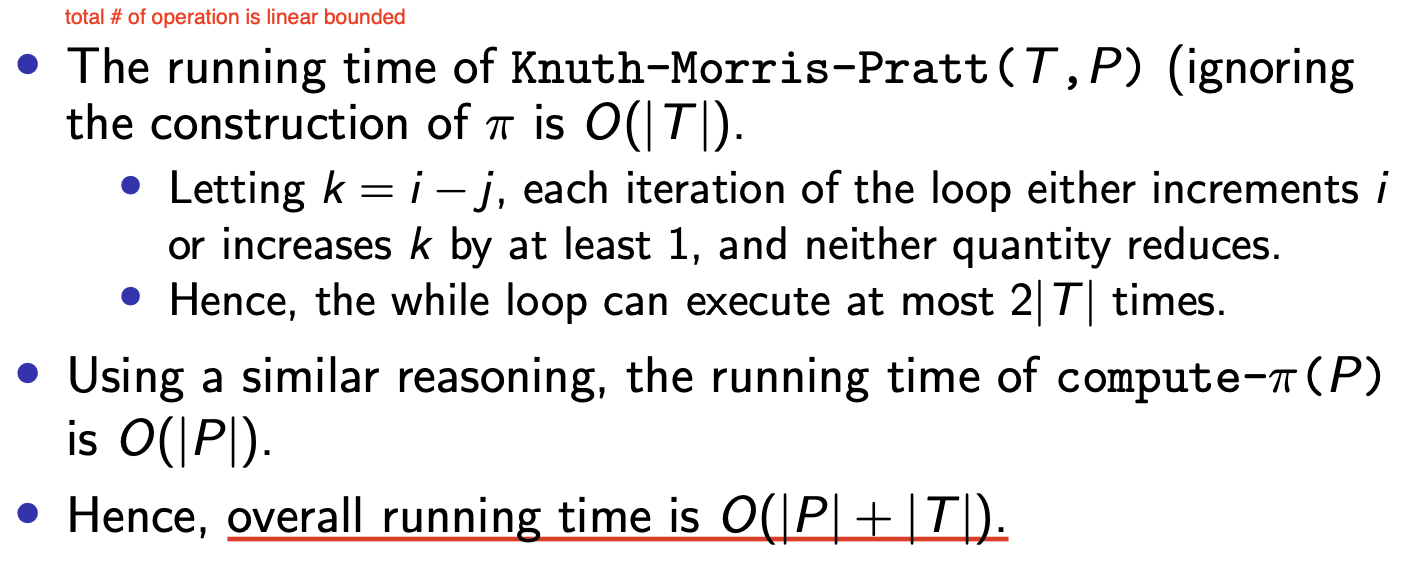 total # of operation is linear bounded
• The running time of Knuth-Morris-Pratt(T,P) (ignoring
the construction of π is O(|T|).
• Letting k = i − j, each iteration of the loop either increments i
or increases k by at least 1, and neither quantity reduces.
• Hence, the while loop can execute at most 2|T| times.
• Using a similar reasoning, the running time of compute-π(P)
is O(|P|).
• Hence, overall running time is O(|P| + |T|).